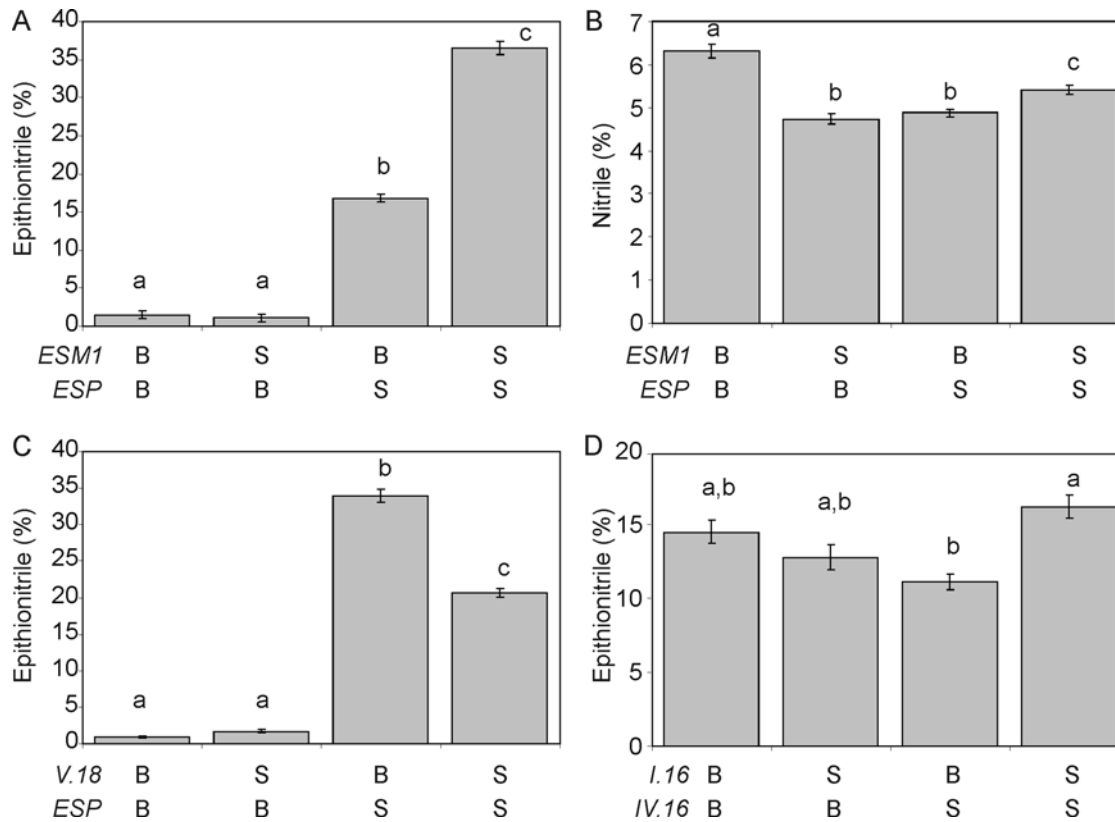 A
Epithionitrile (%)
40
35
30
25
20
15
10
5
0
a a b c
ESM1 B S B S
ESP B B S S
B
Nitrile (%)
7
6
5
4
3
2
1
0
a b b c
ESM1 B S B S
ESP B B S S
C
Epithionitrile (%)
40
35
30
25
20
15
10
5
0
a a b c
V.18 B S B S
ESP B B S S
D
Epithionitrile (%)
20
15
10
5
0
a,b a,b b a
I.16 B S B S
IV.16 B B S S